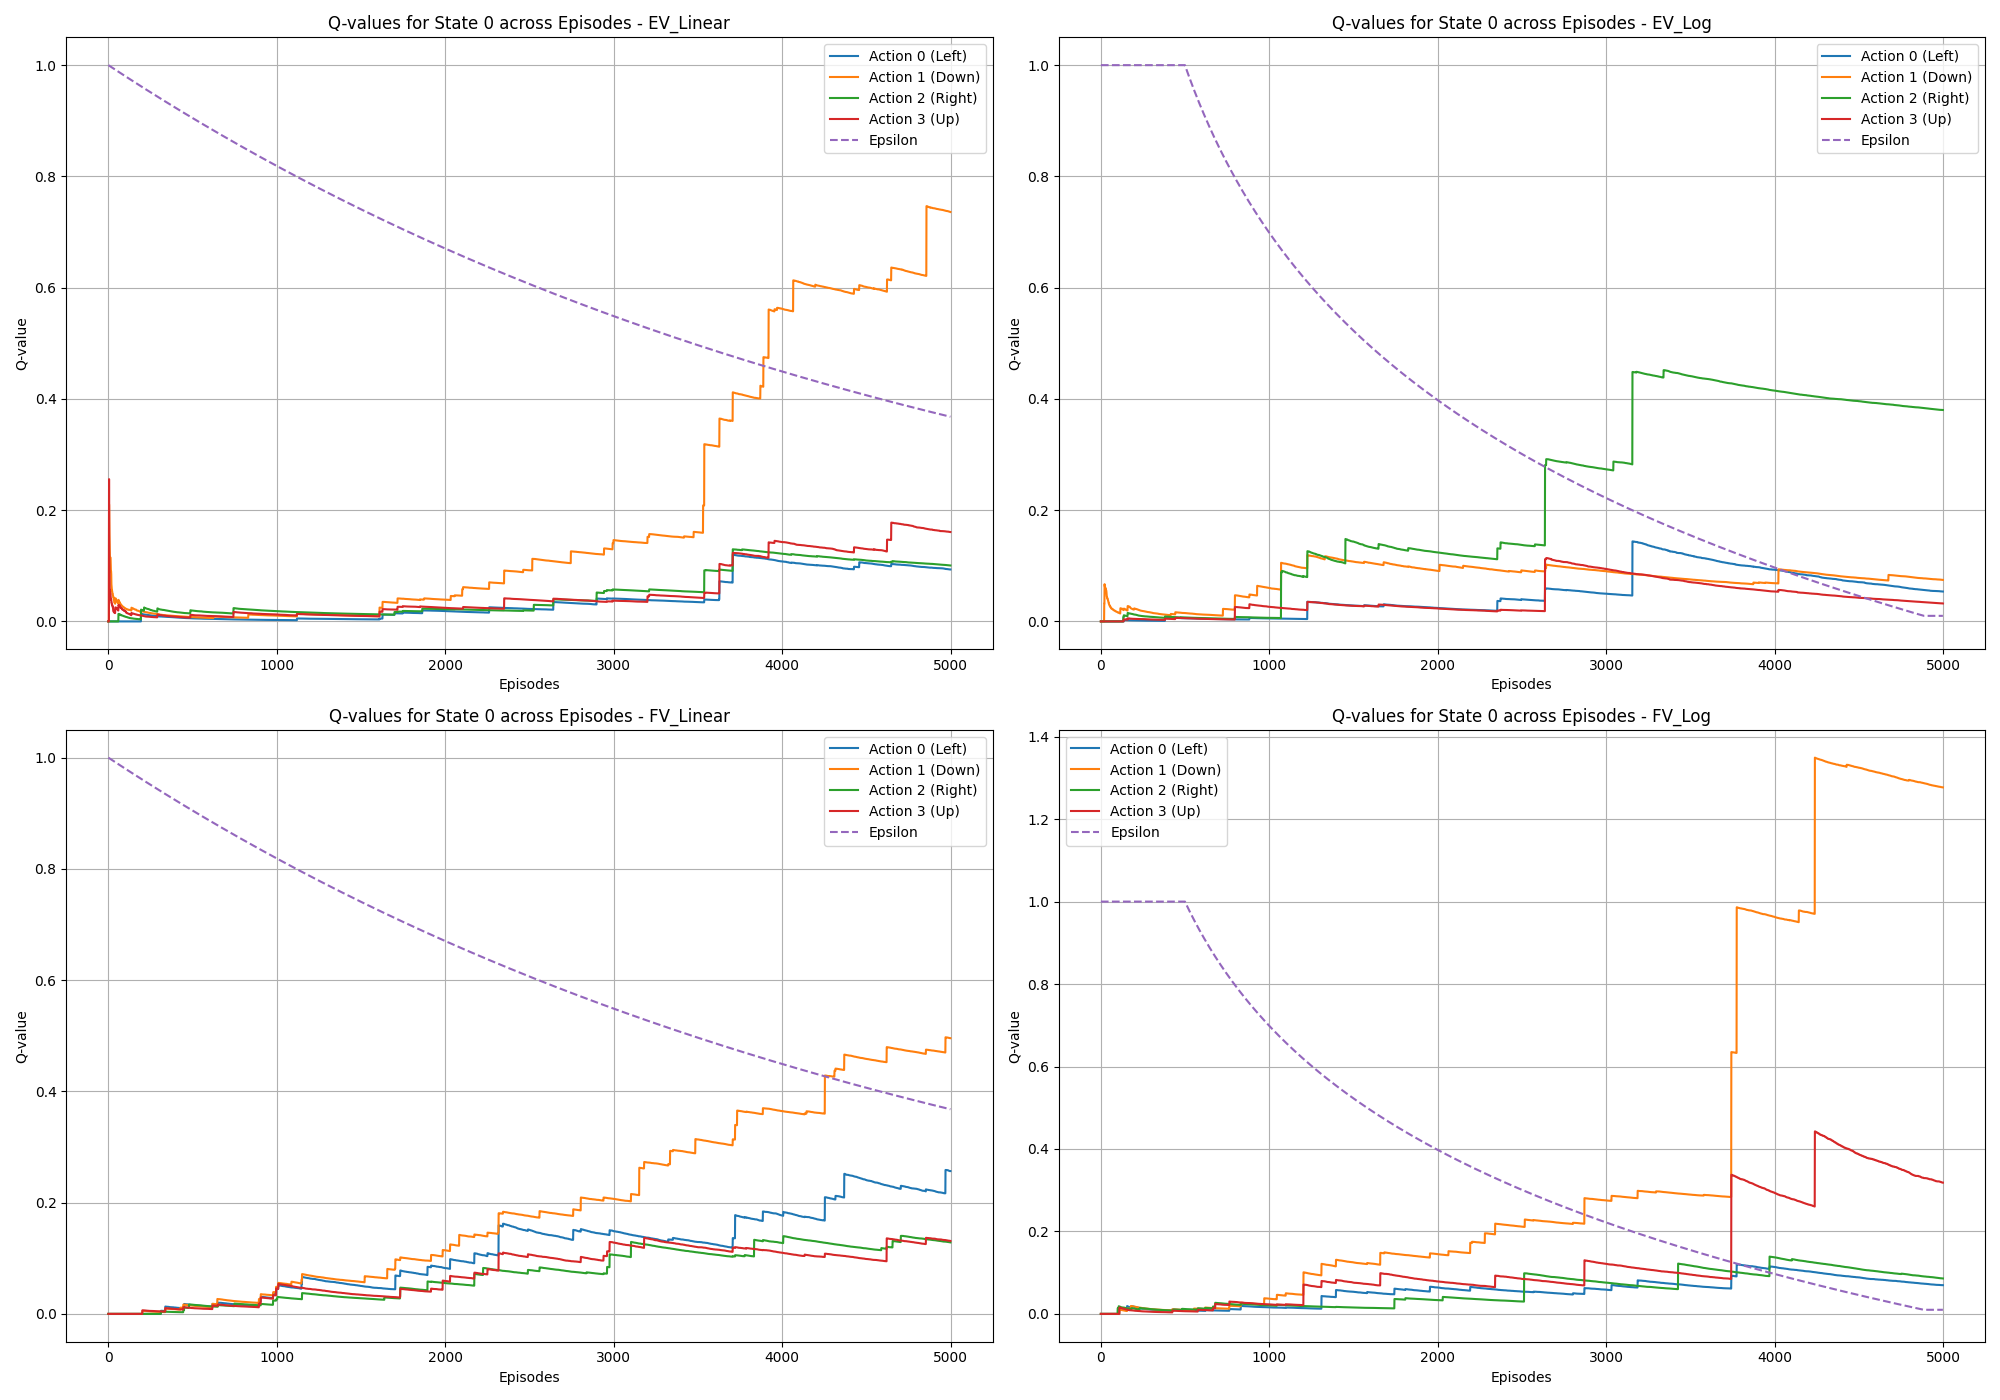 Q-values for State 0 across Episodes - EV_Linear
1.0
0.8
0.6
0.4
0.2
0.0
Q-value
0 1000 2000 3000 4000 5000
Episodes
Action 0 (Left)
Action 1 (Down)
Action 2 (Right)
Action 3 (Up)
Epsilon
Q-values for State 0 across Episodes - EV_Log
1.0
0.8
0.6
0.4
0.2
0.0
Q-value
0 1000 2000 3000 4000 5000
Episodes
Action 0 (Left)
Action 1 (Down)
Action 2 (Right)
Action 3 (Up)
Epsilon
Q-values for State 0 across Episodes - FV_Linear
1.0
0.8
0.6
0.4
0.2
0.0
Q-value
0 1000 2000 3000 4000 5000
Episodes
Action 0 (Left)
Action 1 (Down)
Action 2 (Right)
Action 3 (Up)
Epsilon
Q-values for State 0 across Episodes - FV_Log
1.4
1.2
1.0
0.8
0.6
0.4
0.2
0.0
Q-value
0 1000 2000 3000 4000 5000
Episodes
Action 0 (Left)
Action 1 (Down)
Action 2 (Right)
Action 3 (Up)
Epsilon